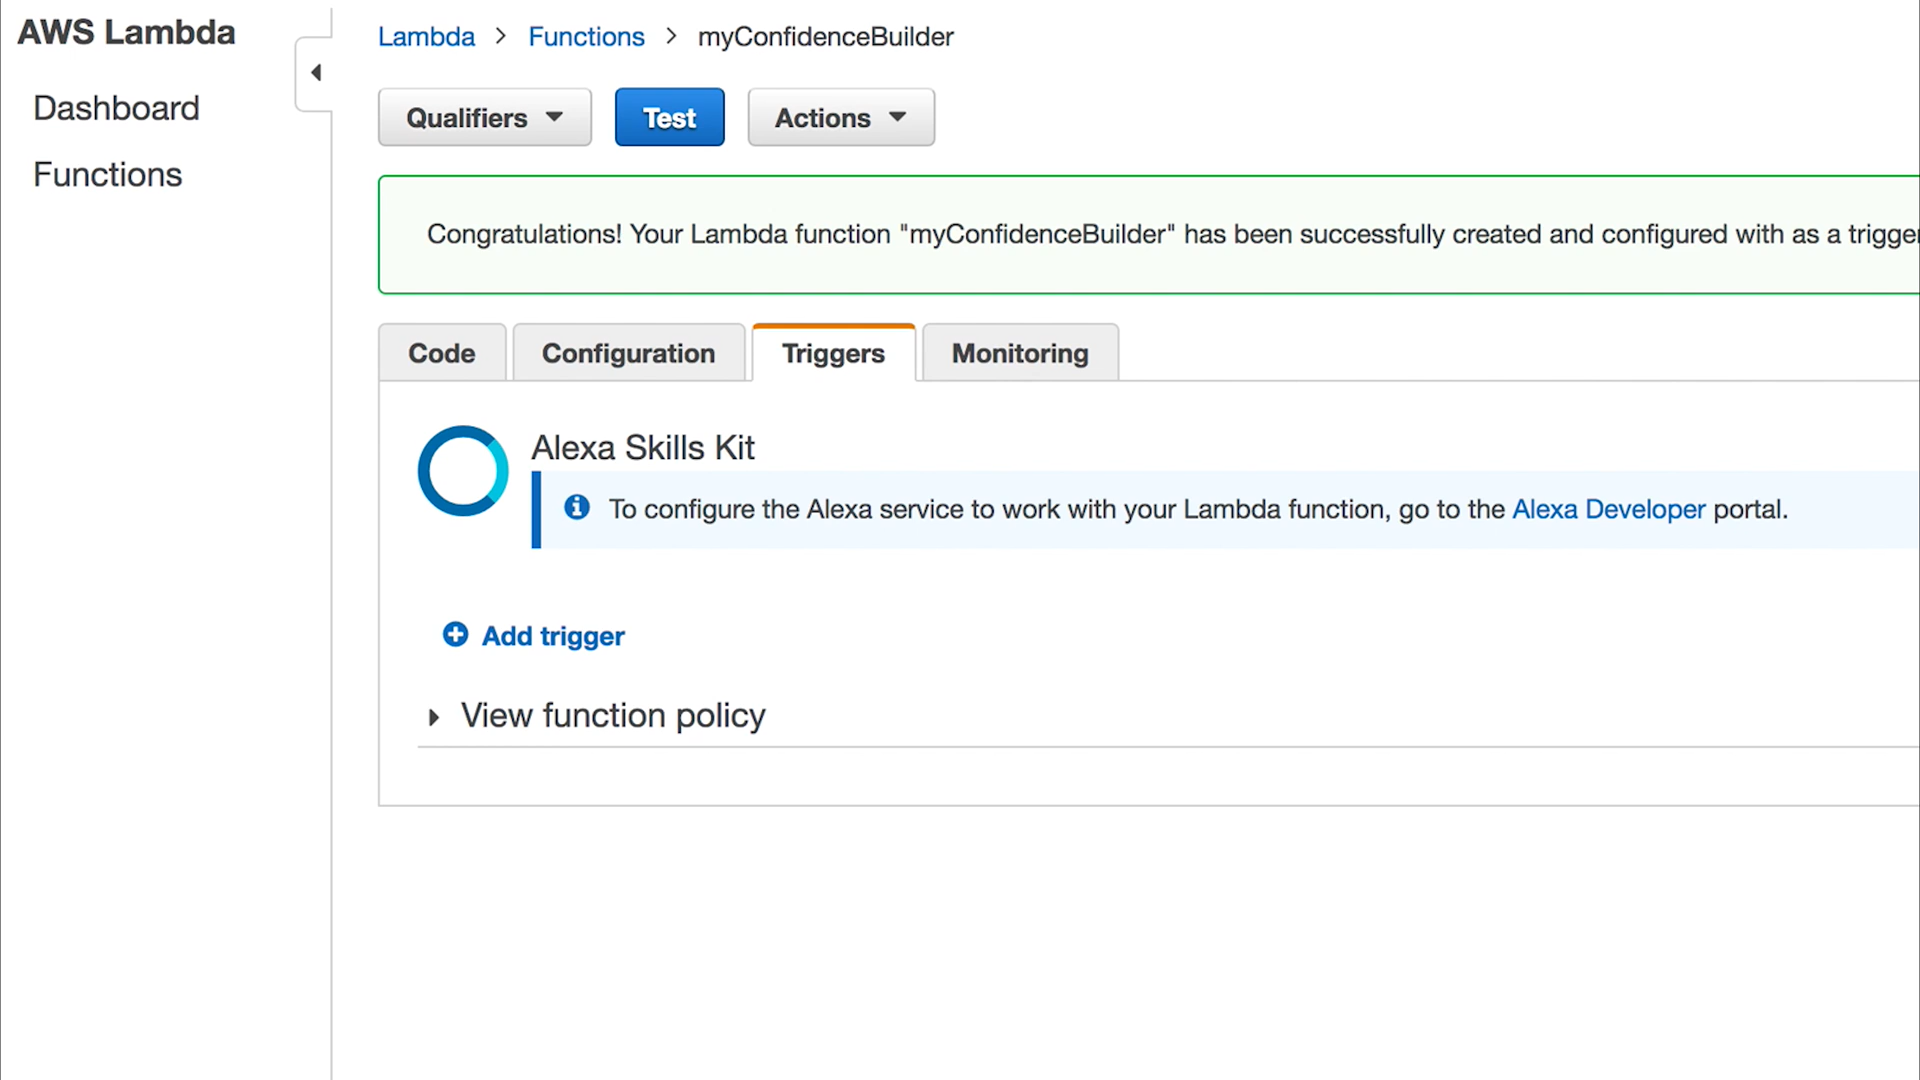 AWS Lambda
Dashboard
Functions
Lambda > Functions > myConfidenceBuilder
Qualifiers Test Actions
Congratulations! Your Lambda function "myConfidenceBuilder" has been successfully created and configured with as a trigger
Code Configuration Triggers Monitoring
Alexa Skills Kit
To configure the Alexa service to work with your Lambda function, go to the Alexa Developer portal.
Add trigger
View function policy